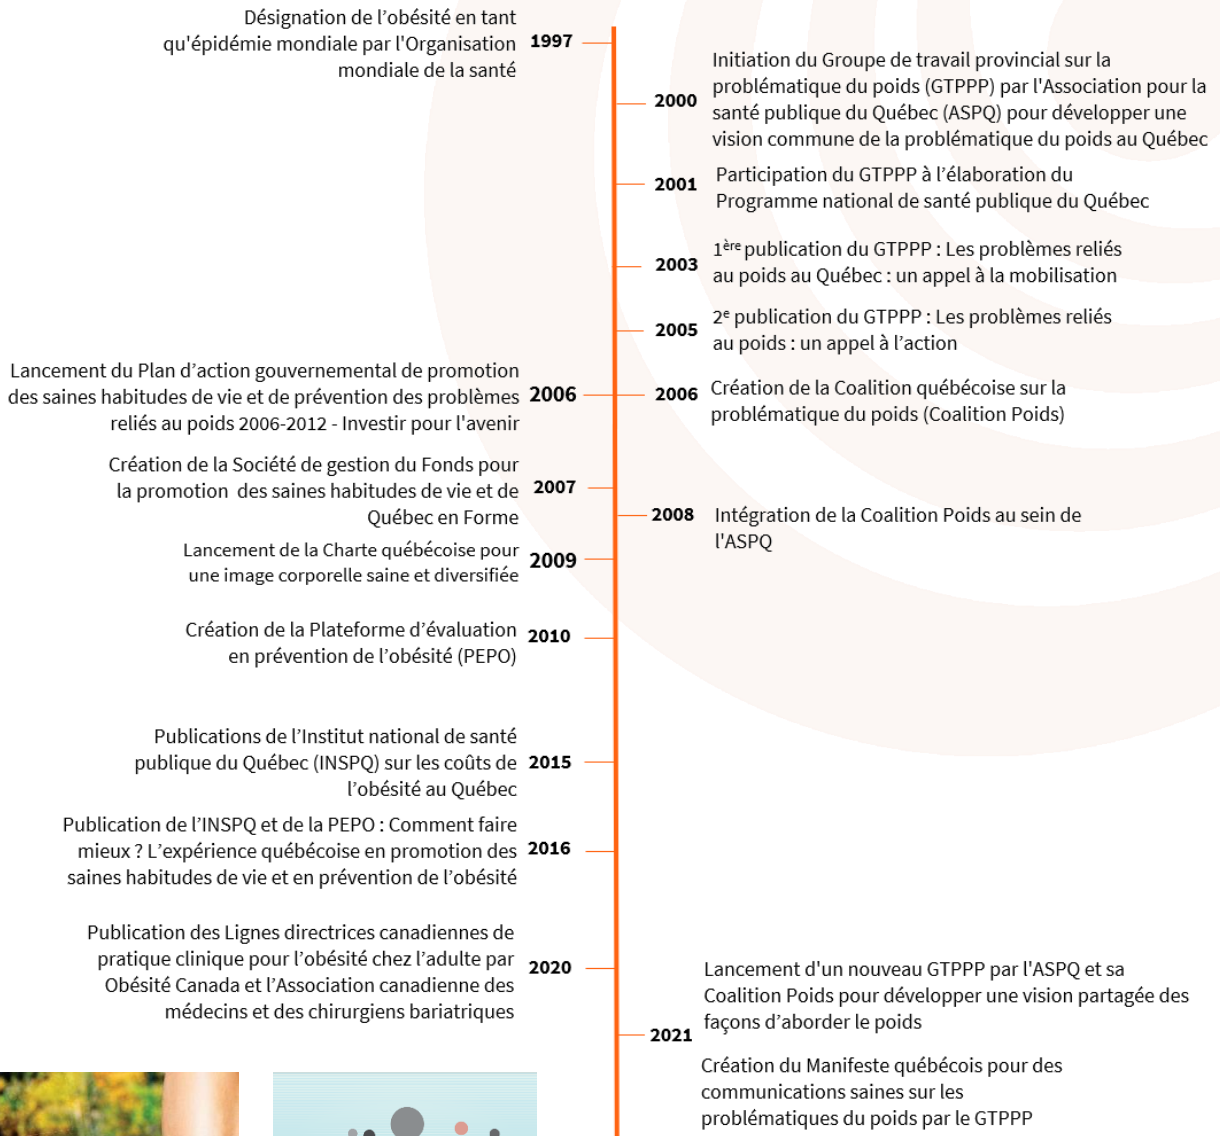 Désignation de l’obésité en tant
qu'épidémie mondiale par l'Organisation
mondiale de la santé
1997
2000
Initiation du Groupe de travail provincial sur la
problématique du poids (GTPPP) par l'Association pour la
santé publique du Québec (ASPQ) pour développer une
vision commune de la problématique du poids au Québec
2001
Participation du GTPPP à l’élaboration du
Programme national de santé publique du Québec
2003
1ère publication du GTPPP : Les problèmes reliés
au poids au Québec : un appel à la mobilisation
2005
2e publication du GTPPP : Les problèmes reliés
au poids : un appel à l’action
Lancement du Plan d’action gouvernemental de promotion
des saines habitudes de vie et de prévention des problèmes
reliés au poids 2006-2012 - Investir pour l'avenir
2006
2006
Création de la Coalition québécoise sur la
problématique du poids (Coalition Poids)
Création de la Société de gestion du Fonds pour
la promotion des saines habitudes de vie et de
Québec en Forme
2007
2008
Intégration de la Coalition Poids au sein de
l'ASPQ
Lancement de la Charte québécoise pour
une image corporelle saine et diversifiée
2009
Création de la Plateforme d’évaluation
en prévention de l’obésité (PEPO)
2010
Publications de l’Institut national de santé
publique du Québec (INSPQ) sur les coûts de
l’obésité au Québec
2015
Publication de l’INSPQ et de la PEPO : Comment faire
mieux ? L’expérience québécoise en promotion des
saines habitudes de vie et en prévention de l’obésité
2016
Publication des Lignes directrices canadiennes de
pratique clinique pour l’obésité chez l’adulte par
Obésité Canada et l’Association canadienne des
médecins et des chirurgiens bariatriques
2020
2021
Lancement d'un nouveau GTPPP par l'ASPQ et sa
Coalition Poids pour développer une vision partagée des
façons d’aborder le poids
Création du Manifeste québécois pour des
communications saines sur les
problématiques du poids par le GTPPP